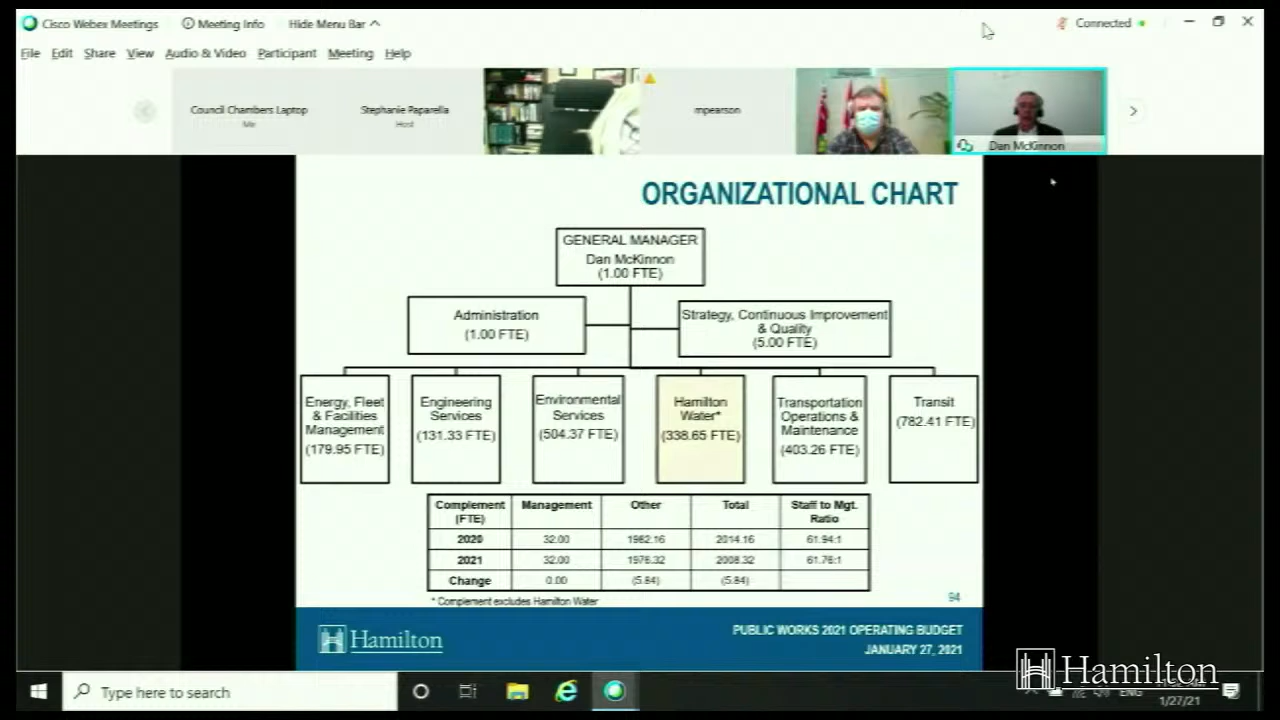 Cisco Webex Meetings
Meeting Info
Hide Menu Bar
Connected
File Edit Share View Audio & Video Participant Meeting Help
Council Chambers Laptop
Me
Stephanie Paparella
Host
mpearson
Dan McKinnon
ORGANIZATIONAL CHART
GENERAL MANAGER
Dan McKinnon
(1.00 FTE)
Administration
(1.00 FTE)
Strategy, Continuous Improvement
& Quality
(5.00 FTE)
Energy, Fleet
& Facilities
Management
(179.95 FTE)
Engineering
Services
(131.33 FTE)
Environmental
Services
(504.37 FTE)
Hamilton
Water*
(338.65 FTE)
Transportation
Operations &
Maintenance
(403.26 FTE)
Transit
(782.41 FTE)
Complement
(FTE)
Management
Other
Total
Staff to Mgt.
Ratio
2020 32.00 1982.16 2014.16 61.94:1
2021 32.00 1976.32 2008.32 61.76:1
Change 0.00 (5.84) (5.84)
* Complement excludes Hamilton Water
94
Hamilton
PUBLIC WORKS 2021 OPERATING BUDGET
JANUARY 27, 2021
Hamilton
Type here to search
ENG
1/27/21